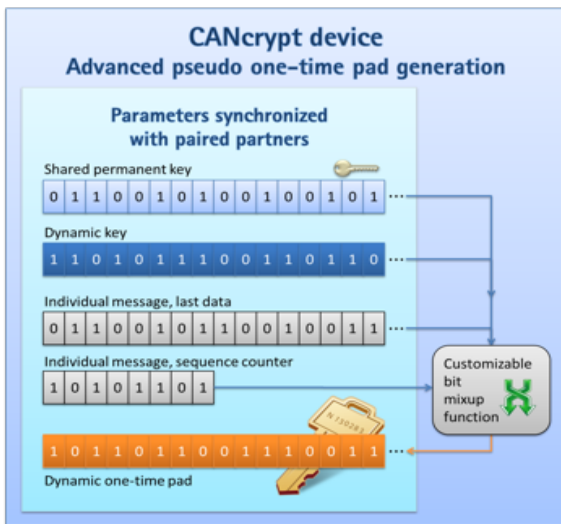 CANcrypt device
Advanced pseudo one-time pad generation
Parameters synchronized
with paired partners
Shared permanent key
0 1 1 0 0 1 0 1 0 0 1 0 0 1 0 1 ...
Dynamic key
1 1 0 1 0 1 1 1 0 0 1 1 0 1 1 0 ...
Individual message, last data
0 1 1 0 0 1 0 1 1 0 0 1 0 0 1 1 ...
Individual message, sequence counter
1 0 1 0 1 1 0 1
Customizable
bit
mixup
function
N 130283
1 0 1 1 0 1 1 0 0 1 1 1 0 0 1 1 ...
Dynamic one-time pad